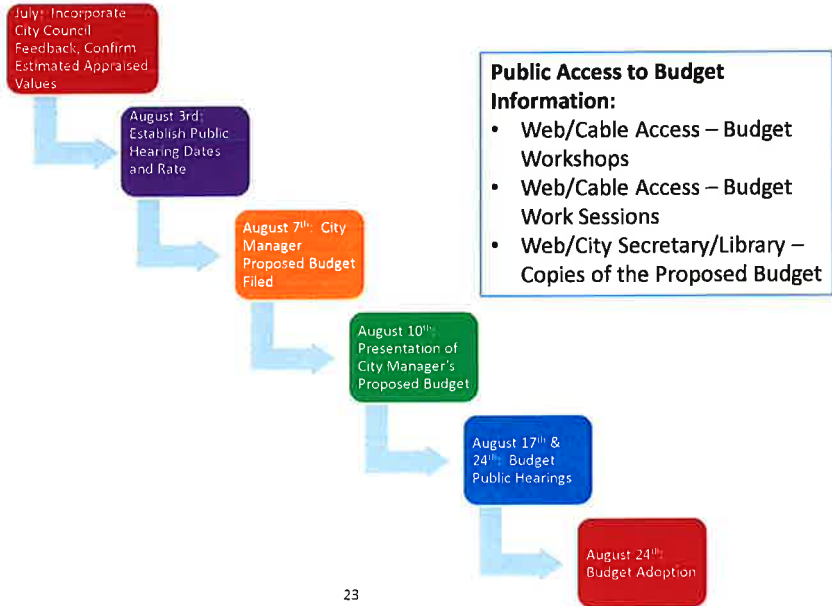 July: Incorporate
City Council
Feedback, Confirm
Estimated Appraised
Values
August 3rd:
Establish Public
Hearing Dates
and Rate
August 7th: City
Manager
Proposed Budget
Filed
August 10th:
Presentation of
City Manager's
Proposed Budget
August 17th &
24th: Budget
Public Hearings
August 24th:
Budget Adoption
Public Access to Budget
Information:
• Web/Cable Access – Budget
Workshops
• Web/Cable Access – Budget
Work Sessions
• Web/City Secretary/Library –
Copies of the Proposed Budget
23